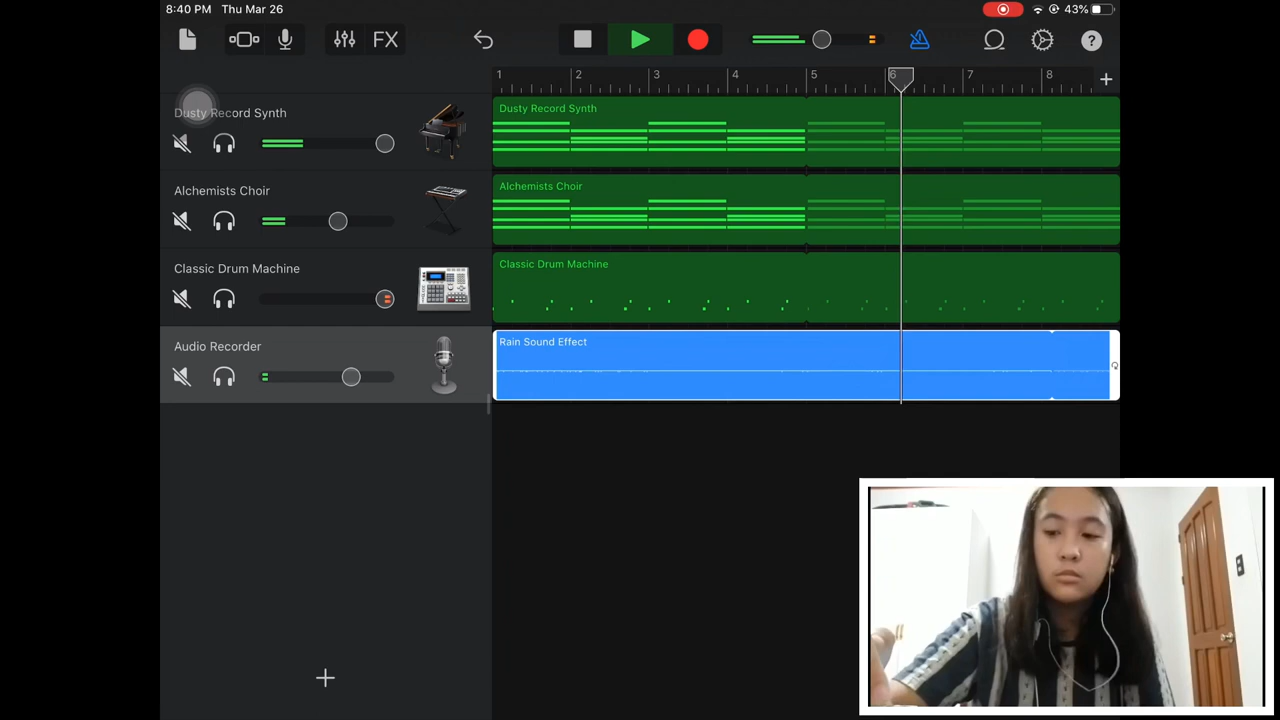 8:40 PM Thu Mar 26
43%
FX
?
1 2 3 4 5 6 7 8
Dusty Record Synth
Dusty Record Synth
Alchemists Choir
Alchemists Choir
Classic Drum Machine
Classic Drum Machine
Audio Recorder
Rain Sound Effect